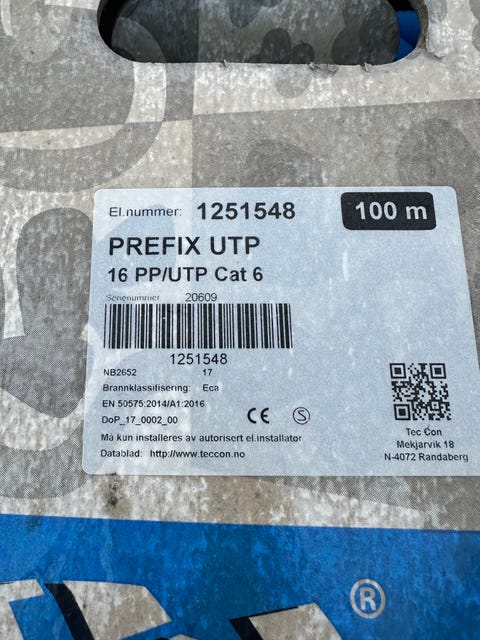 El.nummer: 1251548
100 m
PREFIX UTP
16 PP/UTP Cat 6
Serienummer 20609
1251548
NB2652 17
Brannklassifisering: Eca
EN 50575:2014/A1:2016
DoP_17_0002_00
CE S
Må kun installeres av autorisert el.installatør
Datablad: http://www.teccon.no
Tec Con
Mekjarvik 18
N-4072 Randaberg
®